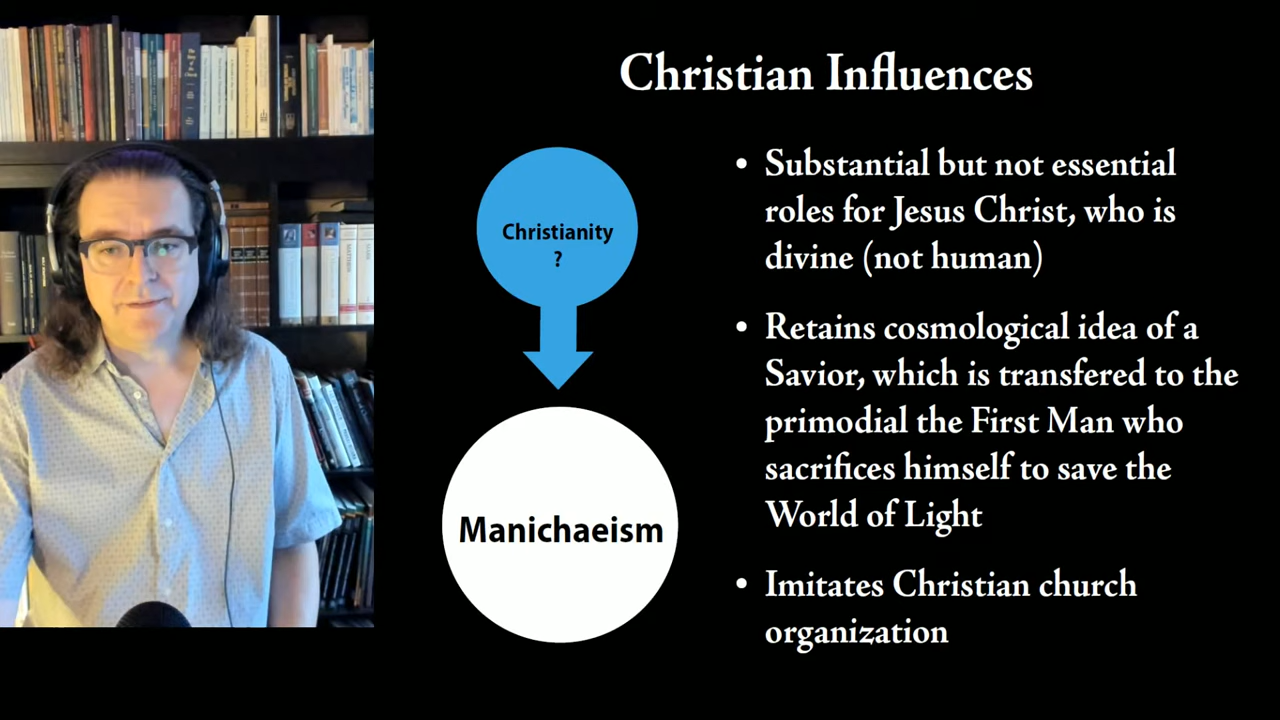 Christian Influences
Christianity
?
Manichaeism
• Substantial but not essential
roles for Jesus Christ, who is
divine (not human)
• Retains cosmological idea of a
Savior, which is transfered to the
primodial the First Man who
sacrifices himself to save the
World of Light
• Imitates Christian church
organization